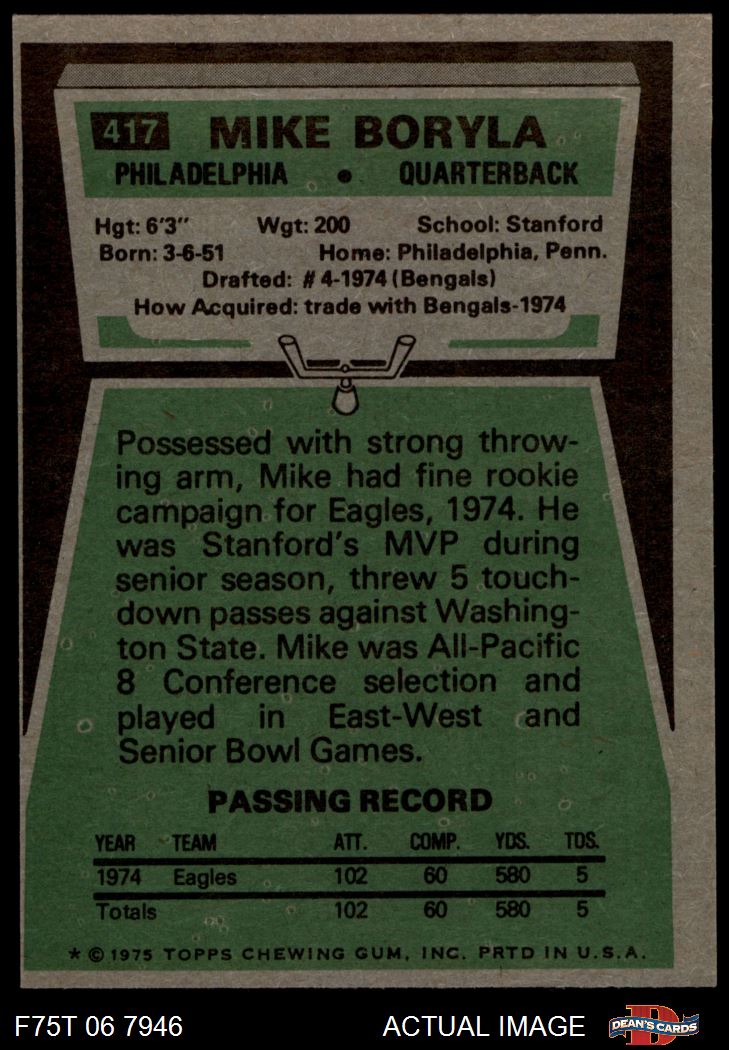 417 MIKE BORYLA
PHILADELPHIA • QUARTERBACK
Hgt: 6'3" Wgt: 200 School: Stanford
Born: 3-6-51 Home: Philadelphia, Penn.
Drafted: #4-1974 (Bengals)
How Acquired: trade with Bengals-1974
Possessed with strong throw-
ing arm, Mike had fine rookie
campaign for Eagles, 1974. He
was Stanford's MVP during
senior season, threw 5 touch-
down passes against Washing-
ton State. Mike was All-Pacific
8 Conference selection and
played in East-West and
Senior Bowl Games.
PASSING RECORD
YEAR TEAM ATT. COMP. YDS. TDS.
1974 Eagles 102 60 580 5
Totals 102 60 580 5
* © 1975 TOPPS CHEWING GUM, INC. PRTD IN U.S.A.
F75T 06 7946 ACTUAL IMAGE D DEAN'S CARDS